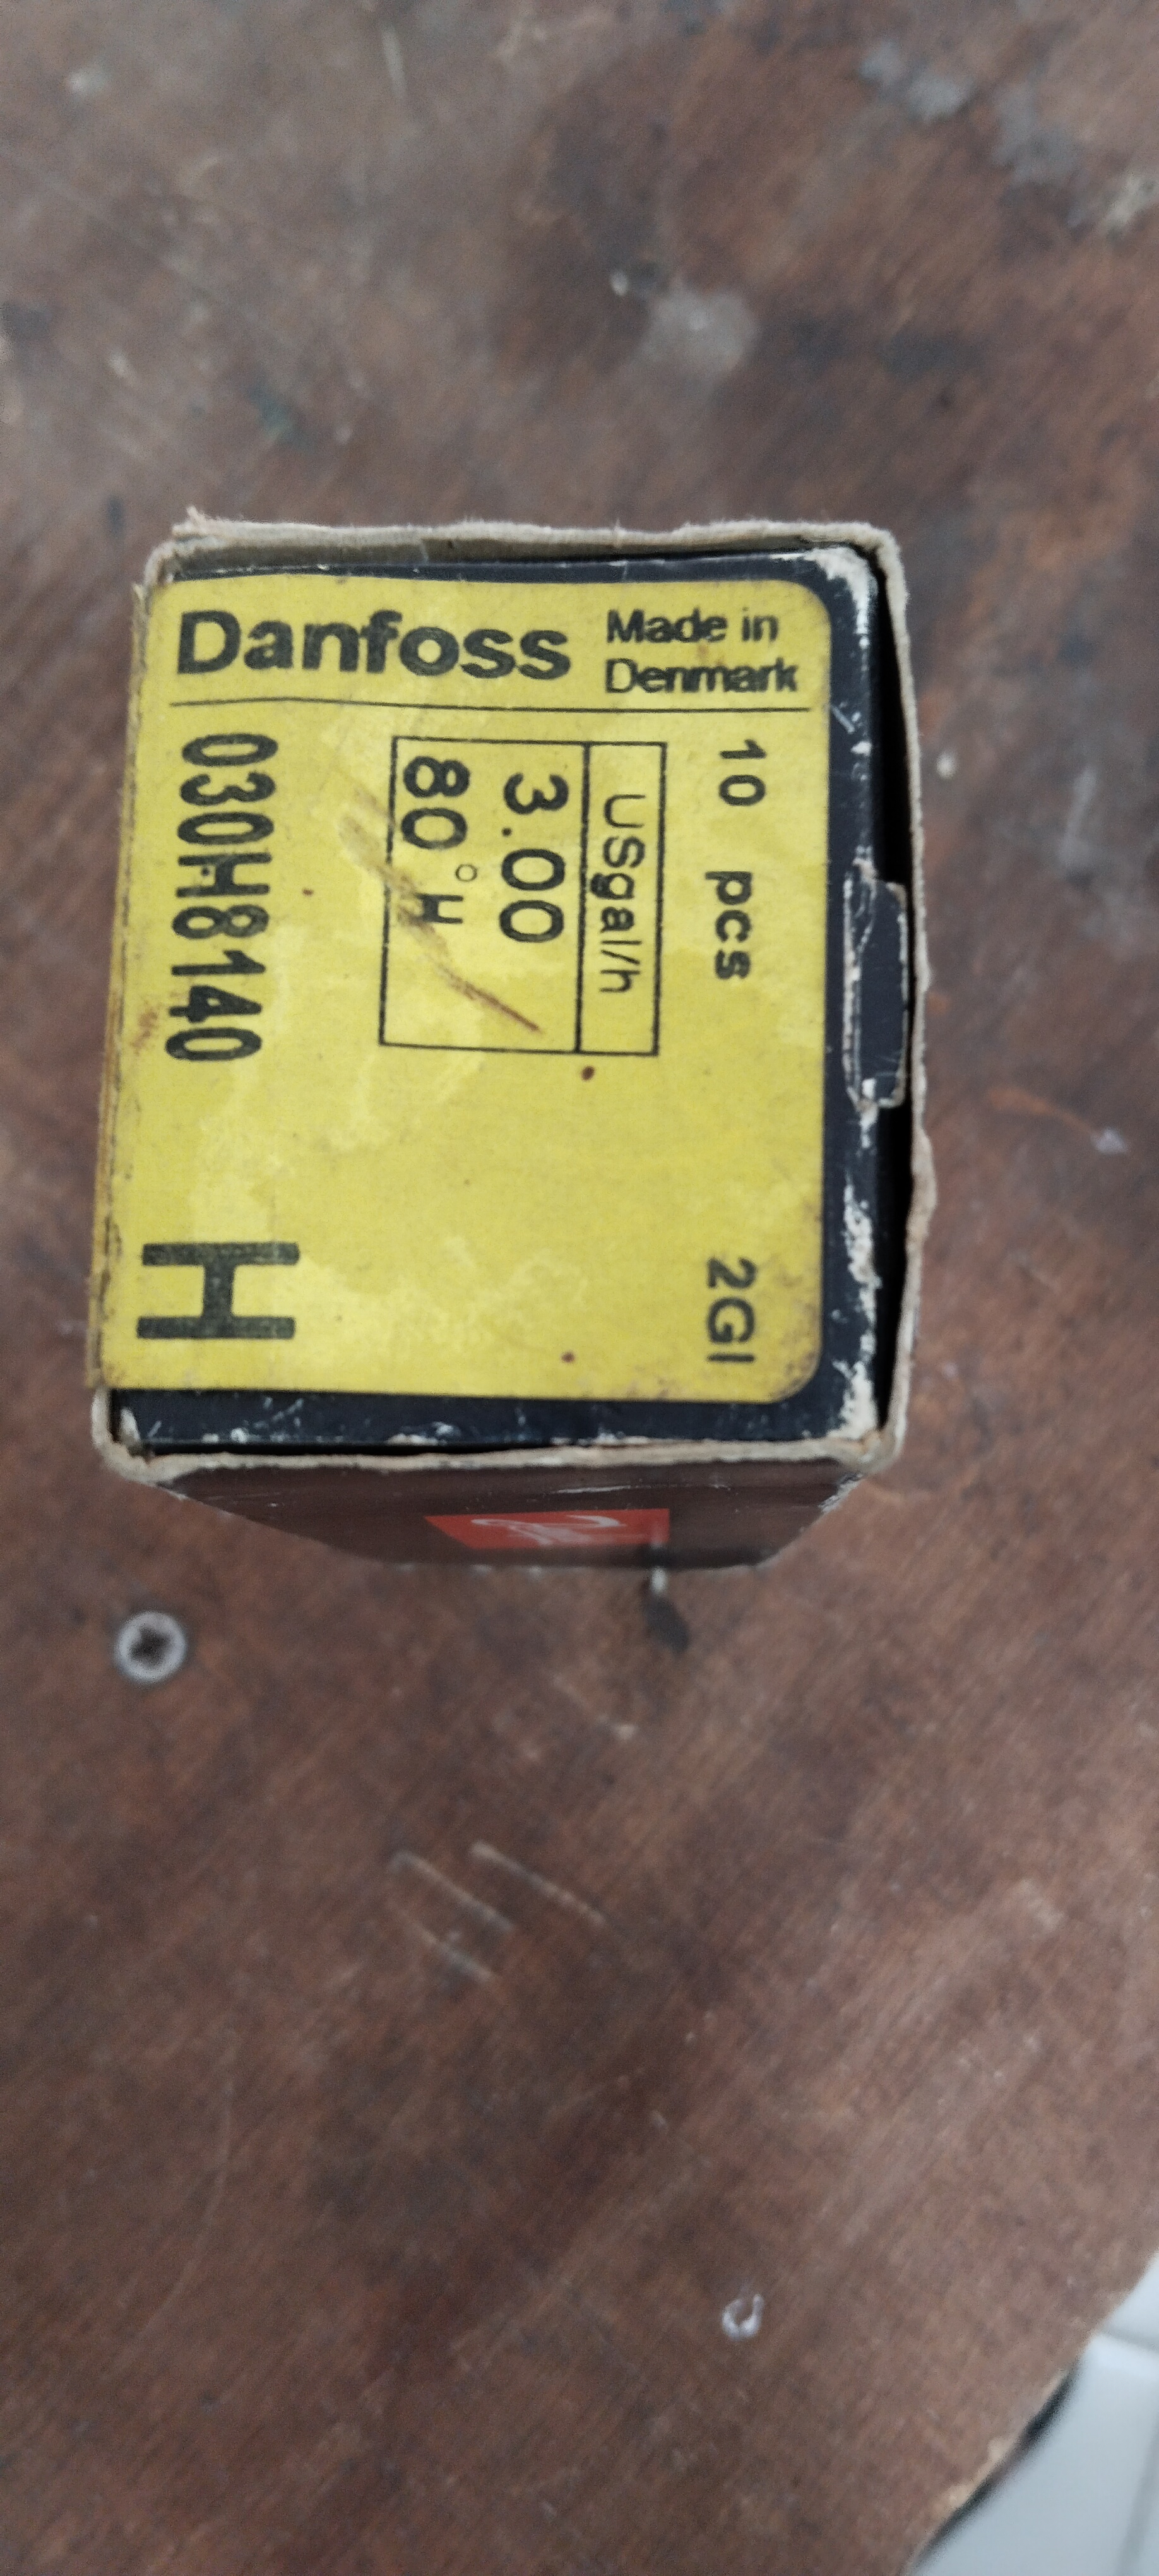 Danfoss
Made in
Denmark
10 pcs
2GI
USgal/h
3.00
80°H
030H8140
H